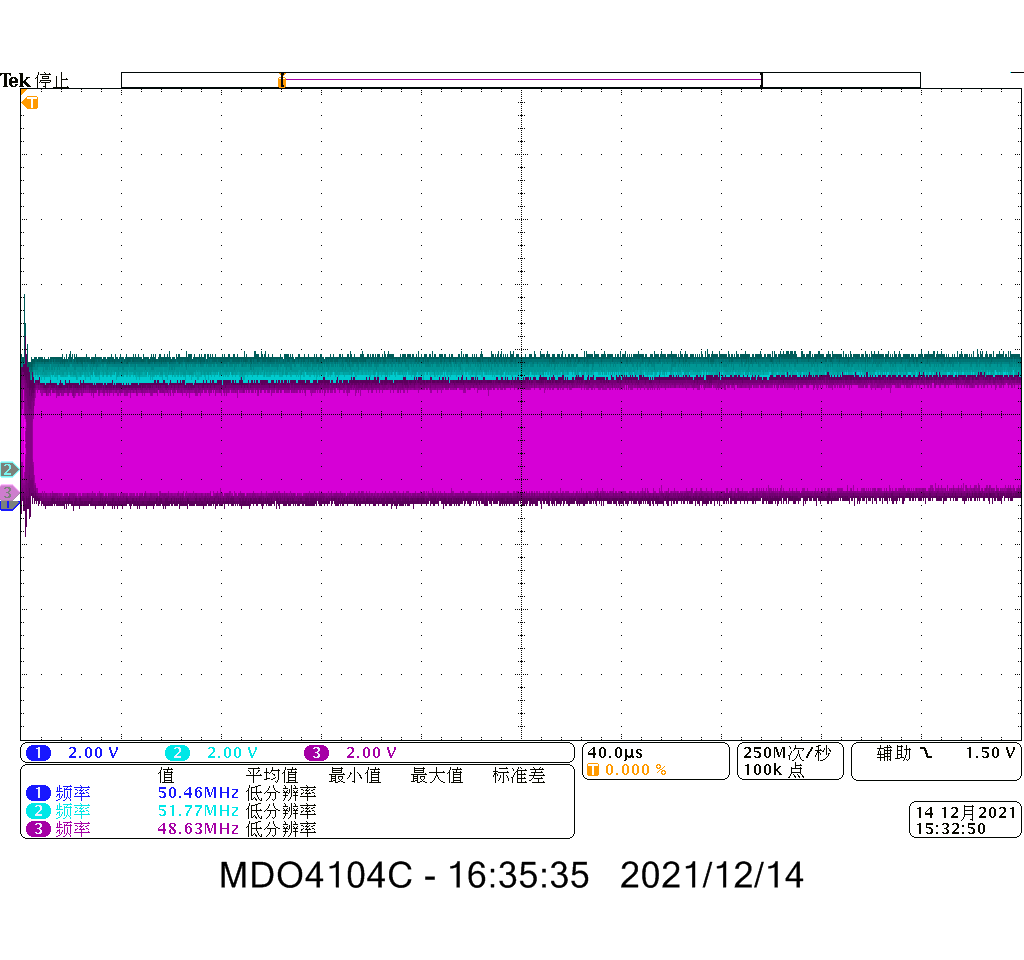 Tek 停止
T
2
3
1 2.00 V 2 2.00 V 3 2.00 V
40.0µs
T 0.000 %
250M次/秒
100k 点
辅助 1.50 V
值 平均值 最小值 最大值 标准差
1 频率 50.46MHz 低分辨率
2 频率 51.77MHz 低分辨率
3 频率 48.63MHz 低分辨率
14 12月2021
15:32:50
MDO4104C - 16:35:35 2021/12/14